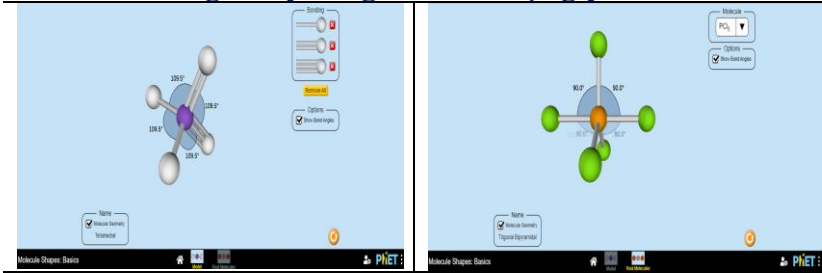 Bonding
Remove All
109.5°
109.5°
109.5°
109.5°
Options
Show Bond Angles
Name
Molecule Geometry
Tetrahedral
Molecule Shapes: Basics
Model
Real Molecules
PhET
Molecule
PCl5
Options
Show Bond Angles
90.0°
90.0°
Name
Molecule Geometry
Trigonal Bipyramidal
Molecule Shapes: Basics
Model
Real Molecules
PhET